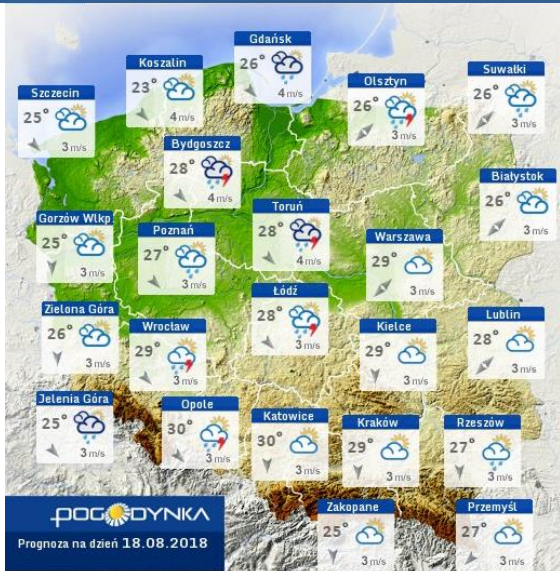 Gdańsk
26°
4 m/s
Koszalin
23°
4 m/s
Olsztyn
26°
3 m/s
Suwałki
26°
3 m/s
Szczecin
25°
3 m/s
Bydgoszcz
28°
4 m/s
Białystok
26°
3 m/s
Toruń
28°
4 m/s
Gorzów Wlkp
25°
3 m/s
Poznań
27°
3 m/s
Warszawa
29°
3 m/s
Łódź
28°
3 m/s
Zielona Góra
26°
3 m/s
Wrocław
29°
3 m/s
Kielce
29°
3 m/s
Lublin
28°
3 m/s
Jelenia Góra
25°
3 m/s
Opole
30°
3 m/s
Katowice
30°
3 m/s
Kraków
29°
3 m/s
Rzeszów
27°
3 m/s
Zakopane
25°
3 m/s
Przemyśl
27°
3 m/s
POGODYNKA
Prognoza na dzień 18.08.2018